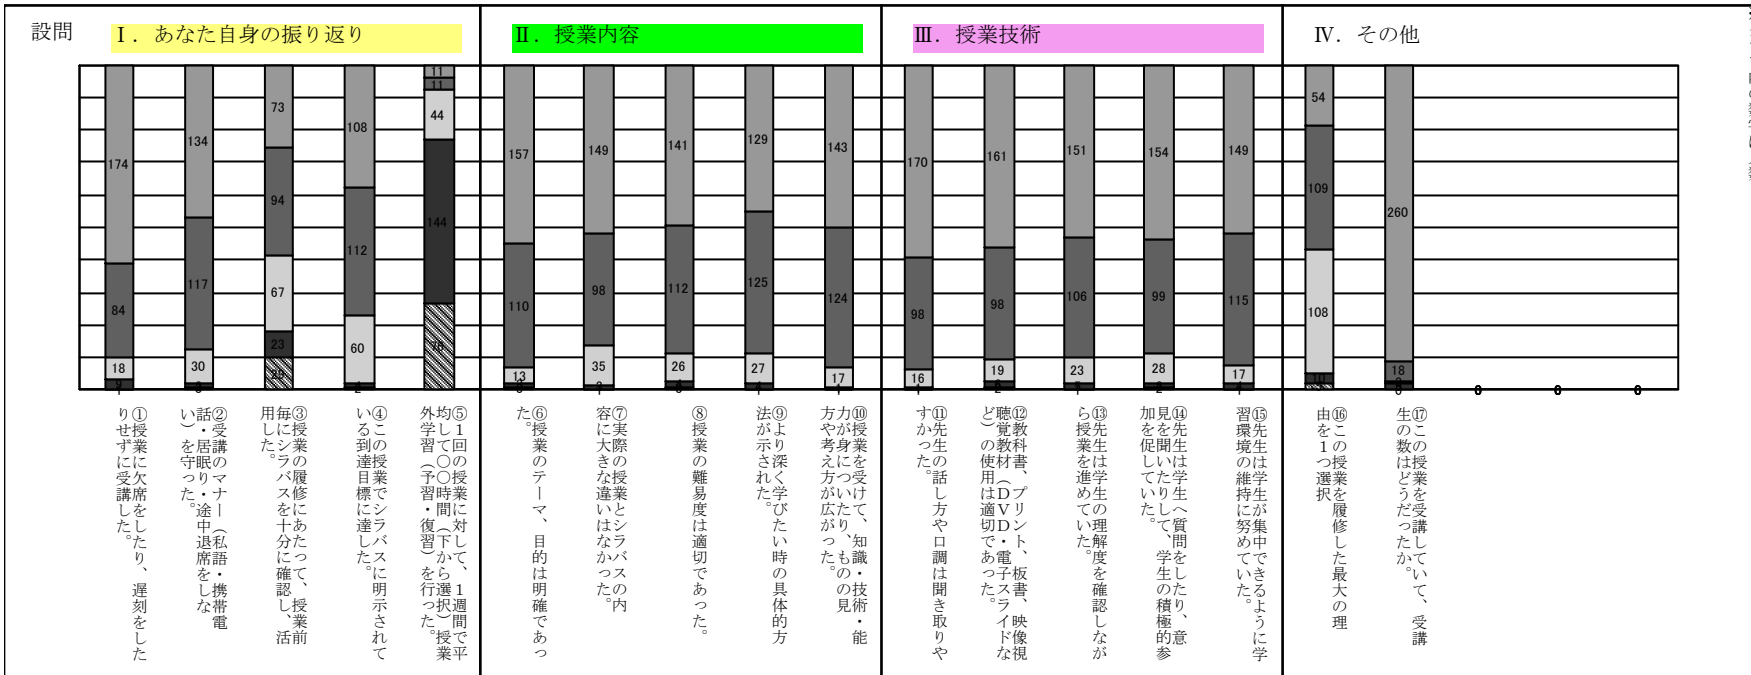 設問
Ⅰ．あなた自身の振り返り
Ⅱ．授業内容
Ⅲ．授業技術
Ⅳ．その他
174
84
18
9
134
117
30
73
94
67
23
29
108
112
60
11
11
44
144
76
157
110
13
149
98
35
141
112
26
129
125
27
4
143
124
17
1
170
98
16
1
161
98
19
151
106
23
154
99
28
2
149
115
17
54
109
108
10
260
18
0
0
0
①授業に欠席をしたり、遅刻をした
りせずに受講した。
②受講のマナー（私語・携帯電
話・居眠り・途中退席をしな
い）を守った。
③授業の履修にあたって、授業前
毎にシラバスを十分に確認し、活
用した。
④この授業でシラバスに明示されて
いる到達目標に達した。
⑤１回の授業に対して、１週間で平
均して〇〇時間（下から選択）授業
外学習（予習・復習）を行った。
⑥授業のテーマ、目的は明確であっ
た。
⑦実際の授業とシラバスの内
容に大きな違いはなかった。
⑧授業の難易度は適切であった。
⑨より深く学びたい時の具体的方
法が示された。
⑩授業を受けて、知識・技術・能
力が身についたり、ものの見
方や考え方が広がった。
⑪先生の話し方や口調は聞き取りや
すかった。
⑫教科書、プリント、板書、映像視
聴覚教材（ＤＶＤ・電子スライドな
ど）の使用は適切であった。
⑬先生は学生の理解度を確認しなが
ら授業を進めていた。
⑭先生は学生へ質問をしたり、意
見を聞いたりして、学生の積極的参
加を促していた。
⑮先生は学生が集中できるように学
習環境の維持に努めていた。
⑯この授業を履修した最大の理
由を１つ選択
⑰この授業を受講していて、受講
生の数はどうだったか。